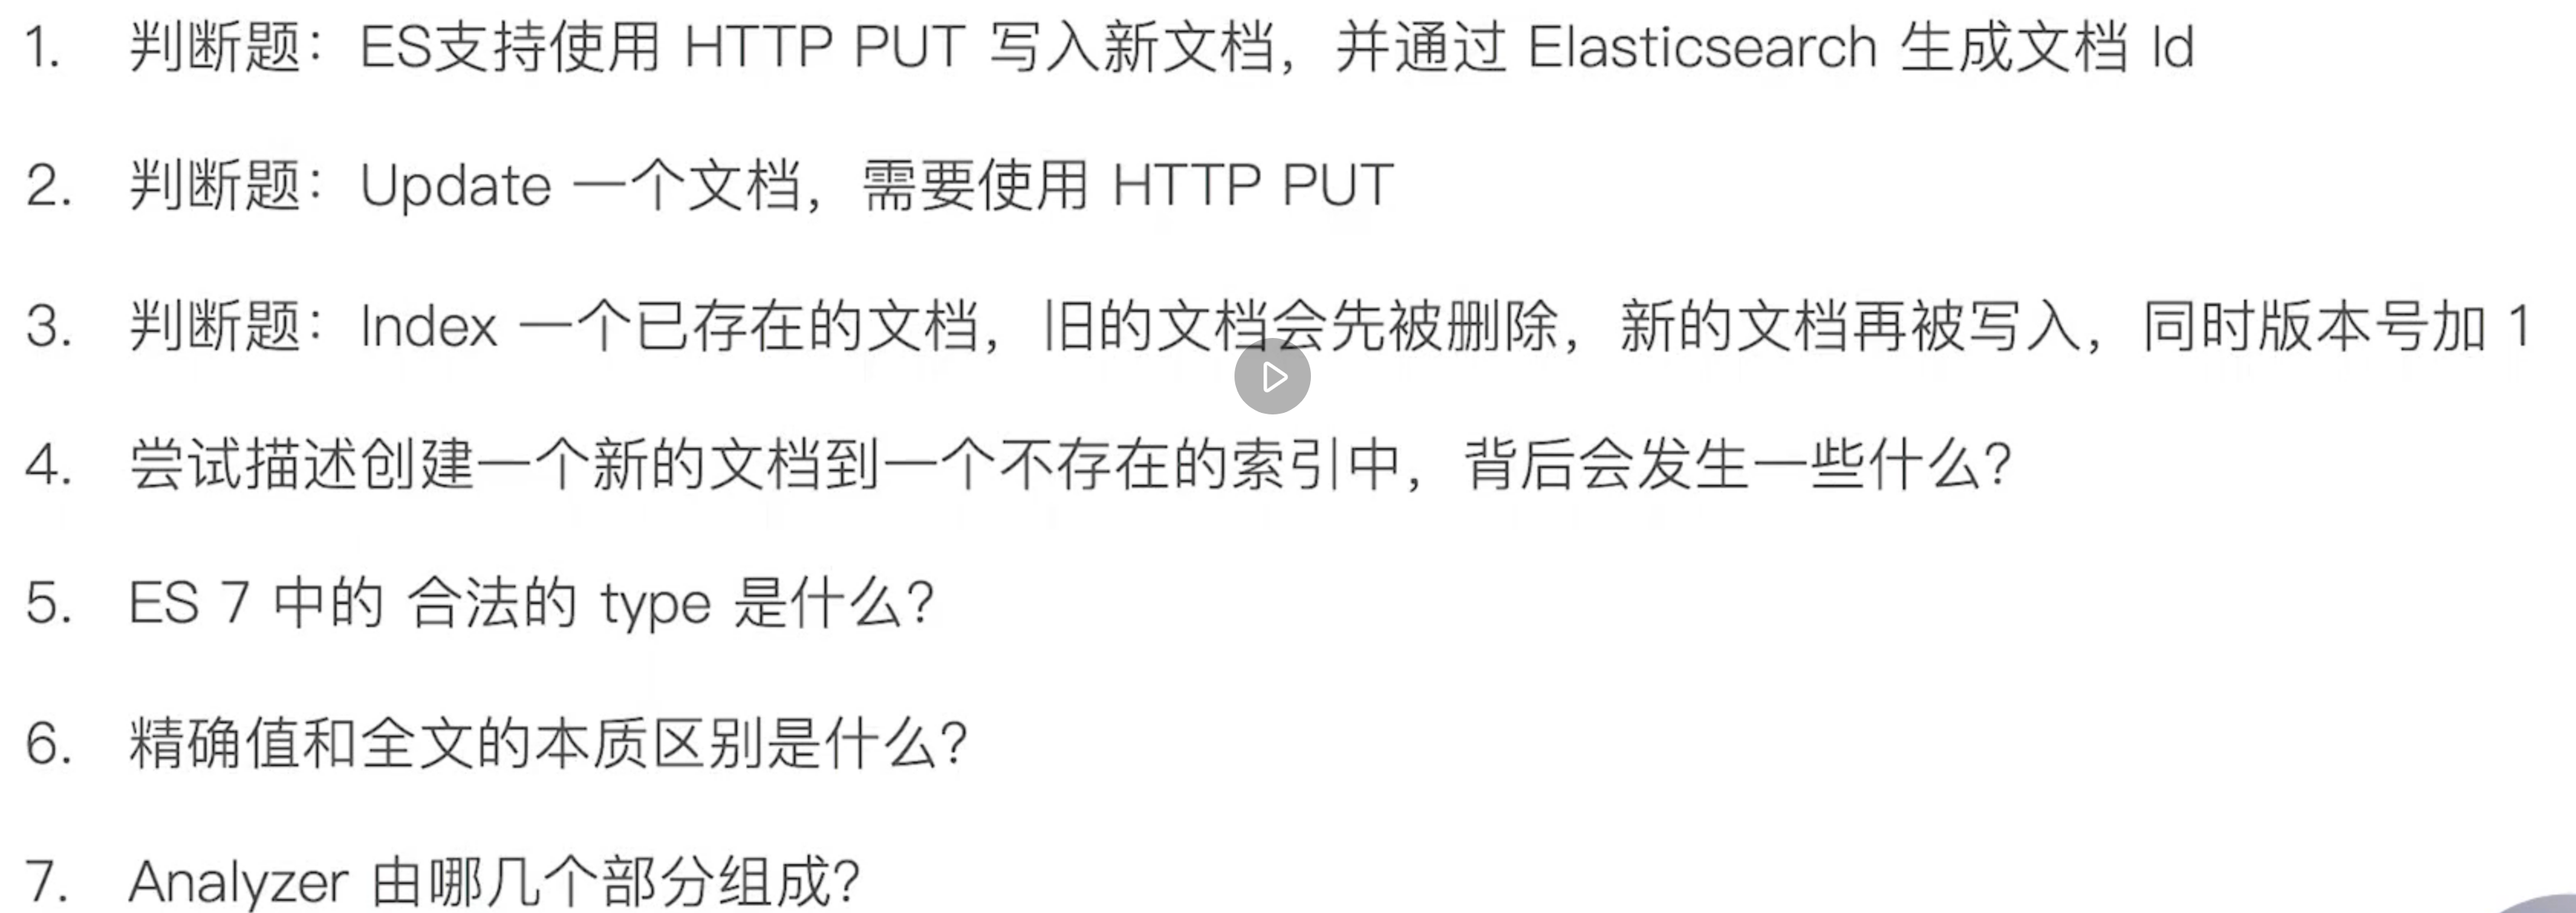 1. 判断题：ES支持使用 HTTP PUT 写入新文档，并通过 Elasticsearch 生成文档 Id
2. 判断题：Update 一个文档，需要使用 HTTP PUT
3. 判断题：Index 一个已存在的文档，旧的文档会先被删除，新的文档再被写入，同时版本号加 1
4. 尝试描述创建一个新的文档到一个不存在的索引中，背后会发生一些什么？
5. ES 7 中的 合法的 type 是什么？
6. 精确值和全文的本质区别是什么？
7. Analyzer 由哪几个部分组成？